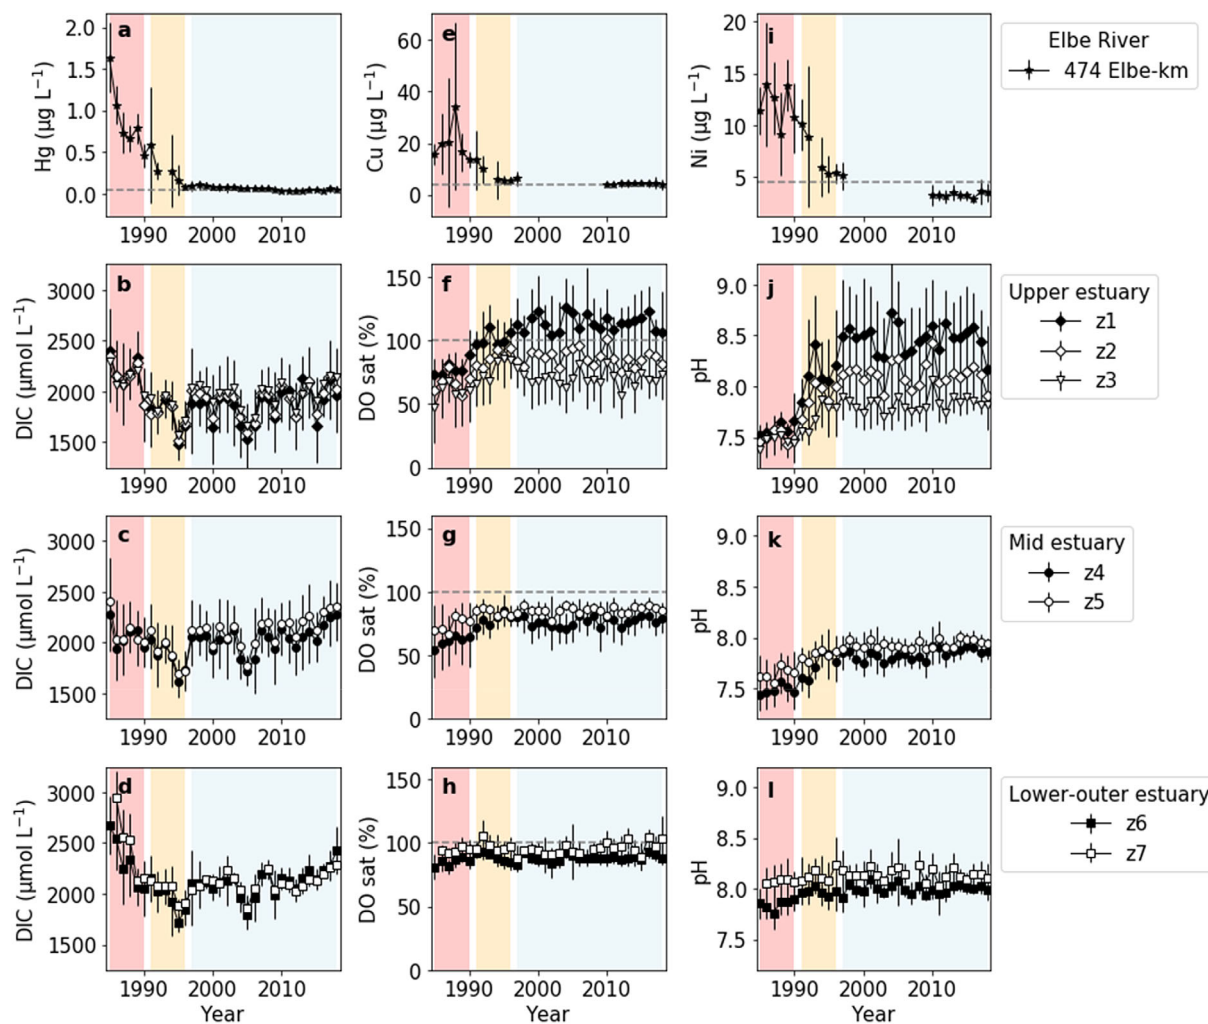 a
e
i
Hg (µg L⁻¹)
2.0
1.5
1.0
0.5
0.0
1990 2000 2010
Cu (µg L⁻¹)
60
40
20
0
1990 2000 2010
Ni (µg L⁻¹)
20
15
10
5
1990 2000 2010
Elbe River
474 Elbe-km
b
f
j
DIC (µmol L⁻¹)
3000
2500
2000
1500
1990 2000 2010
DO sat (%)
150
100
50
0
1990 2000 2010
pH
9.0
8.5
8.0
7.5
1990 2000 2010
Upper estuary
z1
z2
z3
c
g
k
DIC (µmol L⁻¹)
3000
2500
2000
1500
1990 2000 2010
DO sat (%)
150
100
50
0
1990 2000 2010
pH
9.0
8.5
8.0
7.5
1990 2000 2010
Mid estuary
z4
z5
d
h
l
DIC (µmol L⁻¹)
3000
2500
2000
1500
1990 2000 2010
Year
DO sat (%)
150
100
50
0
1990 2000 2010
Year
pH
9.0
8.5
8.0
7.5
1990 2000 2010
Year
Lower-outer estuary
z6
z7